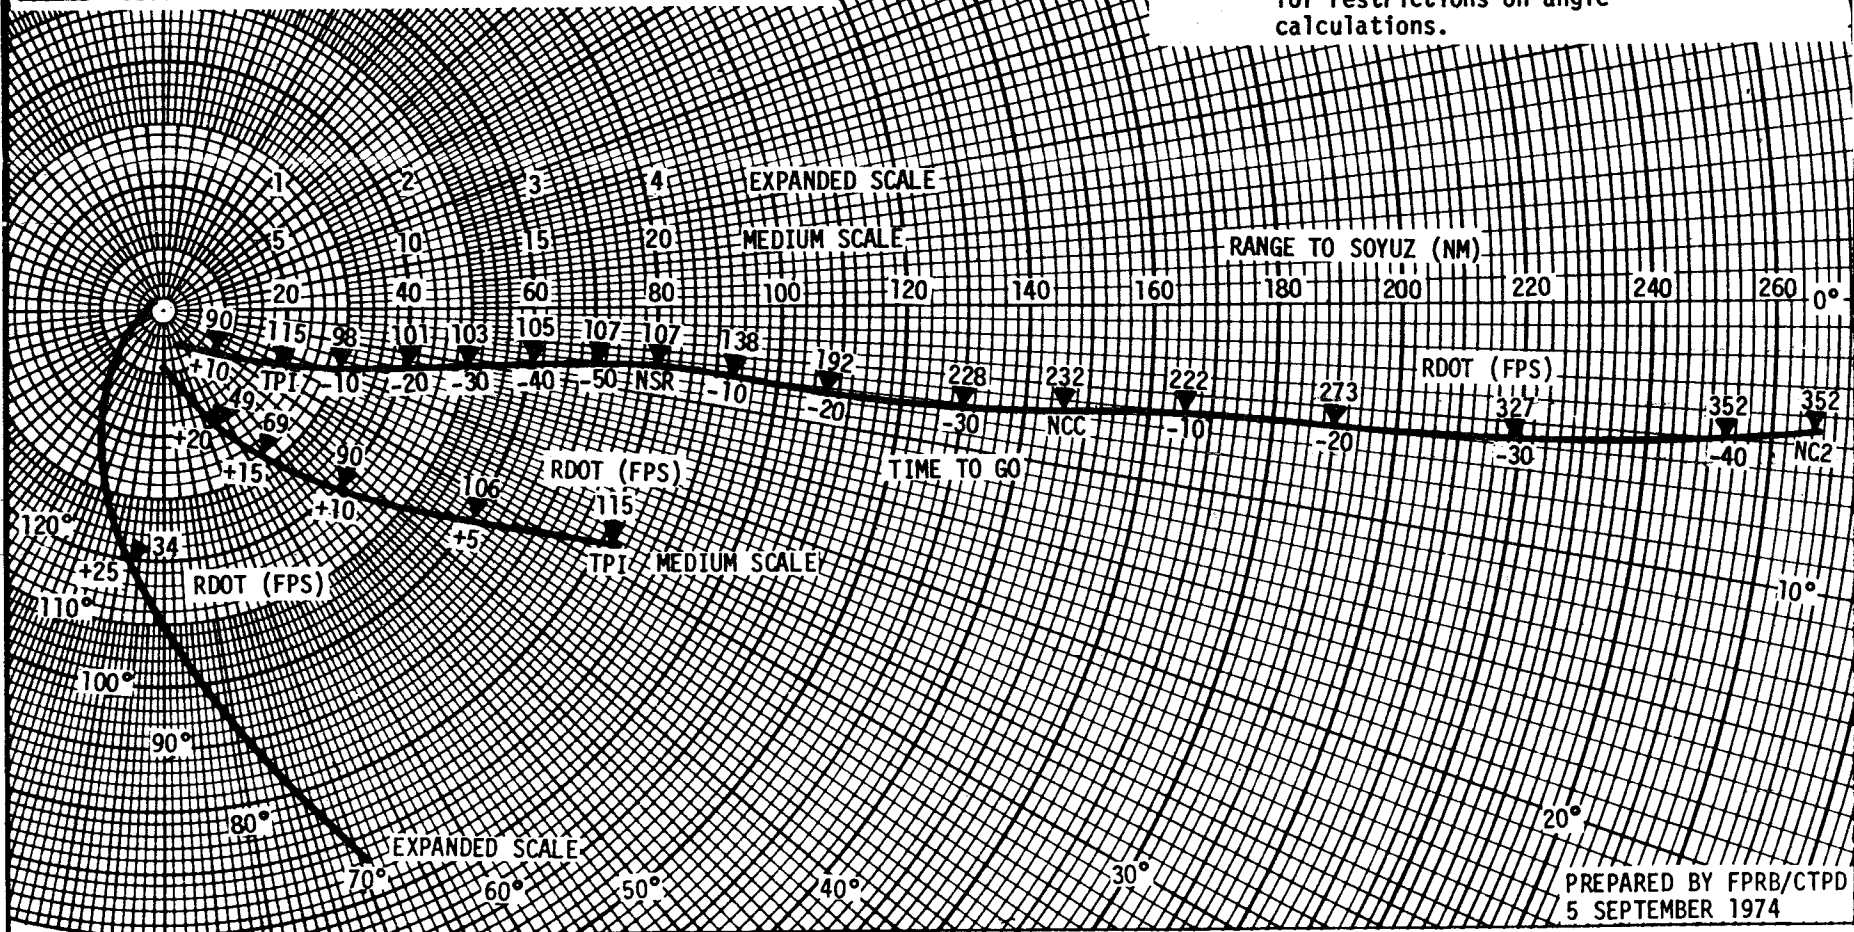 for restrictions on angle
calculations.
1 2 3 4 EXPANDED SCALE
5 10 15 20 MEDIUM SCALE
RANGE TO SOYUZ (NM)
20 40 60 80 100 120 140 160 180 200 220 240 260 0°
90 115 98 101 103 105 107 107 138 192 228 232 222 273 327 352 352
RDOT (FPS)
+10 TPI -10 -20 -30 -40 -50 NSR -10 -20 -30 NCC -10 -20 -30 -40 NC2
49 69 90 106 115
RDOT (FPS)
TIME TO GO
+20 +15 +10 +5 TPI MEDIUM SCALE
34
+25
RDOT (FPS)
120°
110°
100°
90°
80°
EXPANDED SCALE
70° 60° 50° 40° 30° 20° 10°
PREPARED BY FPRB/CTPD
5 SEPTEMBER 1974